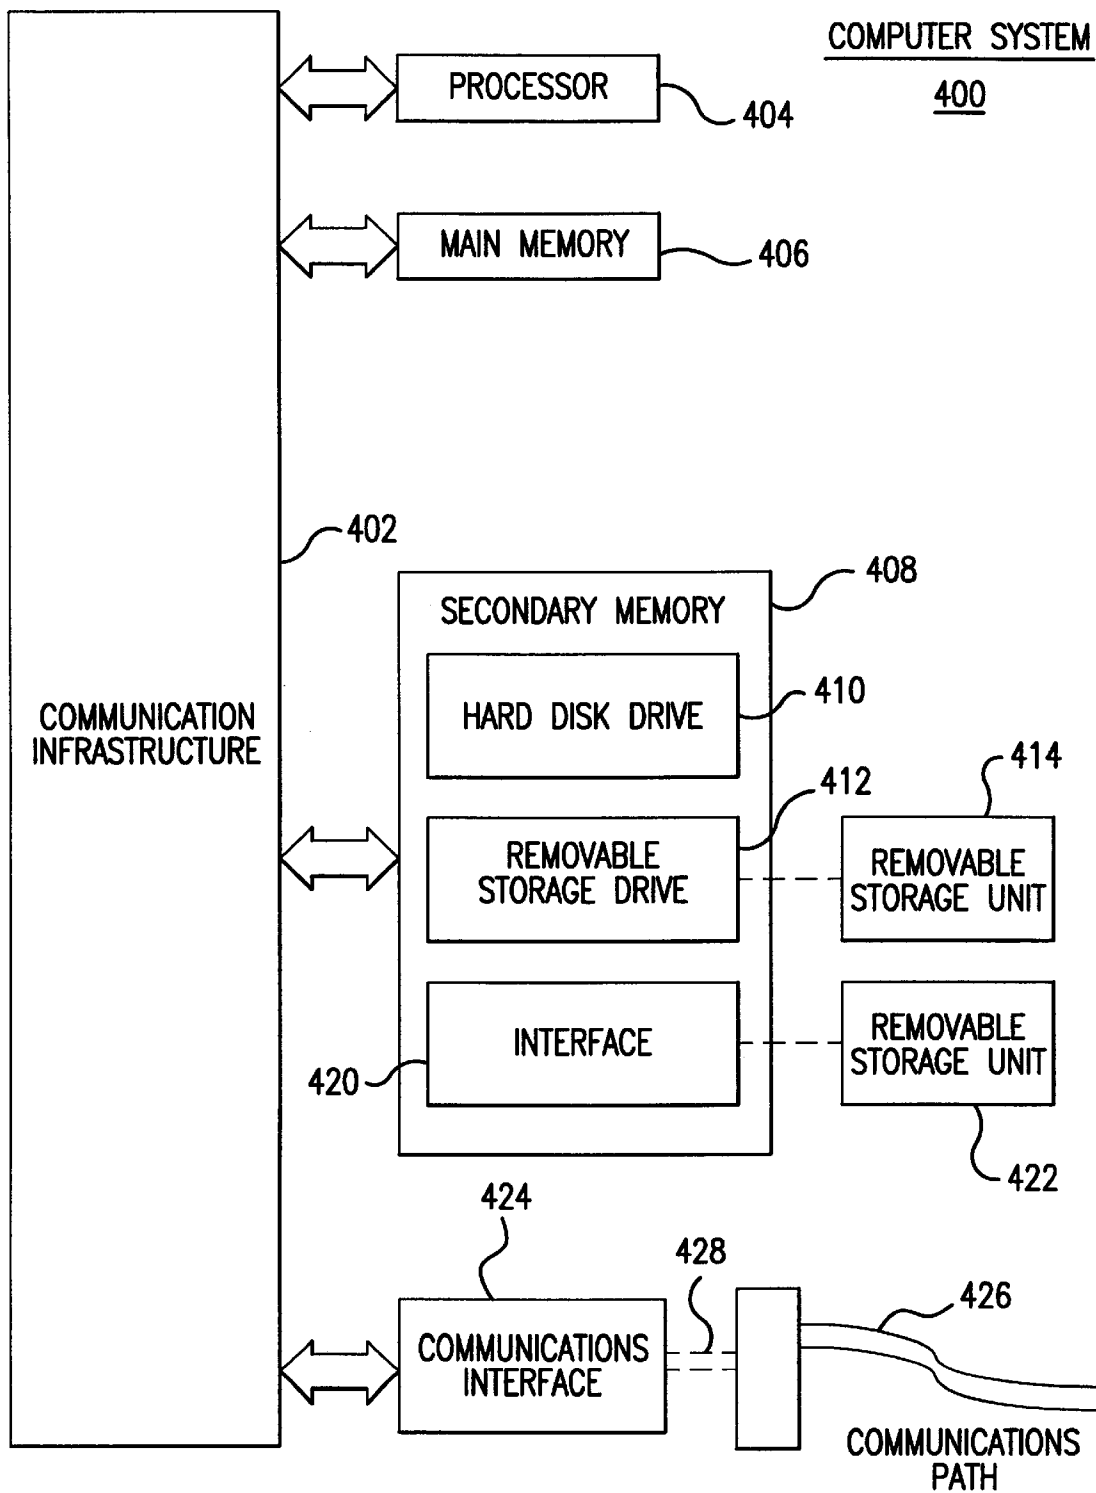 COMPUTER SYSTEM
400
PROCESSOR
404
MAIN MEMORY
406
402
408
SECONDARY MEMORY
HARD DISK DRIVE
410
COMMUNICATION
INFRASTRUCTURE
412
414
REMOVABLE
STORAGE DRIVE
REMOVABLE
STORAGE UNIT
INTERFACE
420
REMOVABLE
STORAGE UNIT
422
424
428
426
COMMUNICATIONS
INTERFACE
COMMUNICATIONS
PATH